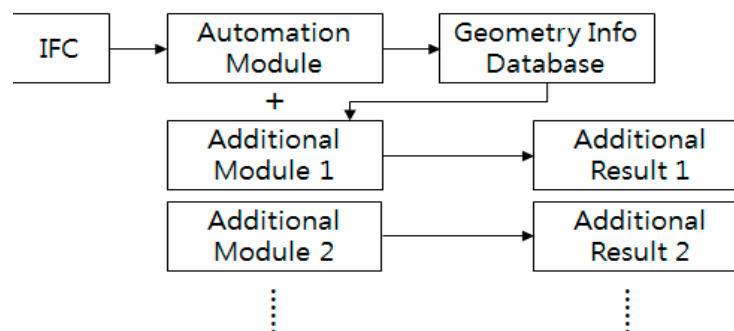 IFC
Automation
Module
Geometry Info
Database
+
Additional
Module 1
Additional
Result 1
Additional
Module 2
Additional
Result 2